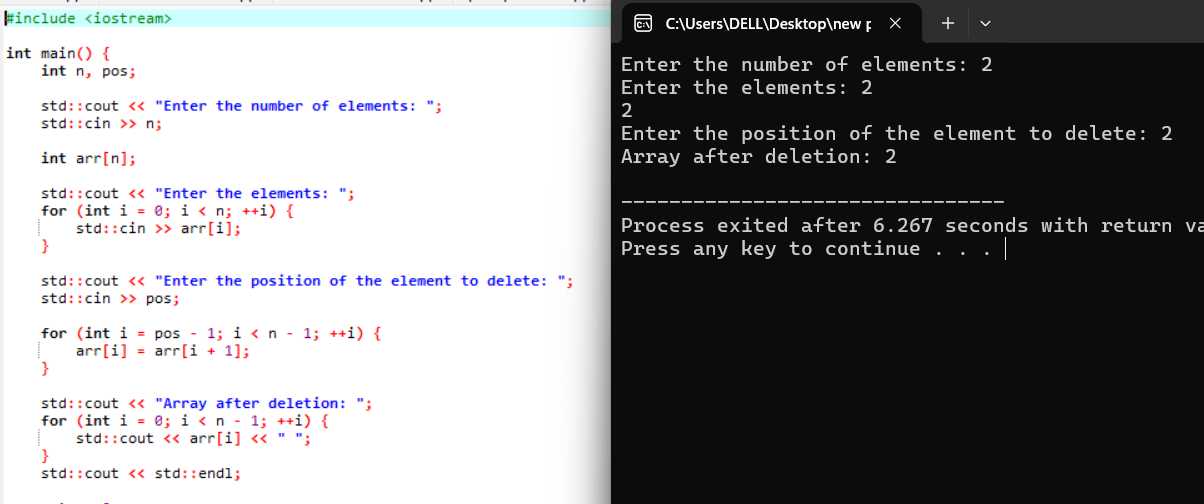 #include <iostream>
int main() {
int n, pos;
std::cout << "Enter the number of elements: ";
std::cin >> n;
int arr[n];
std::cout << "Enter the elements: ";
for (int i = 0; i < n; ++i) {
std::cin >> arr[i];
}
std::cout << "Enter the position of the element to delete: ";
std::cin >> pos;
for (int i = pos - 1; i < n - 1; ++i) {
arr[i] = arr[i + 1];
}
std::cout << "Array after deletion: ";
for (int i = 0; i < n - 1; ++i) {
std::cout << arr[i] << " ";
}
std::cout << std::endl;
C:\Users\DELL\Desktop\new p
Enter the number of elements: 2
Enter the elements: 2
2
Enter the position of the element to delete: 2
Array after deletion: 2
--------------------------------
Process exited after 6.267 seconds with return va
Press any key to continue . . .